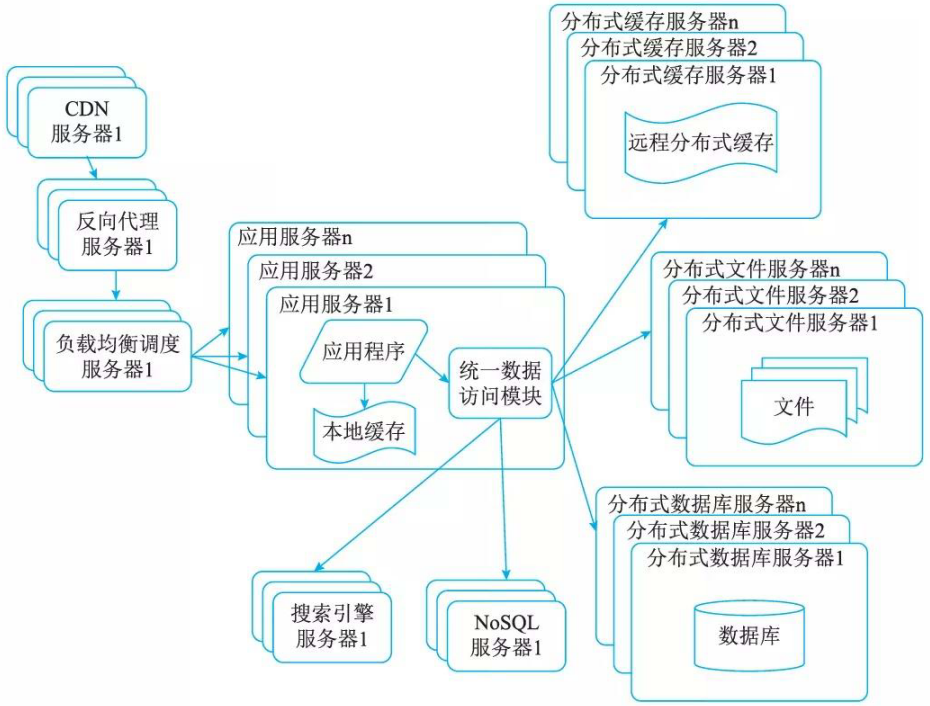 CDN
服务器1
反向代理
服务器1
负载均衡调度
服务器1
应用服务器n
应用服务器2
应用服务器1
应用程序
本地缓存
统一数据
访问模块
分布式缓存服务器n
分布式缓存服务器2
分布式缓存服务器1
远程分布式缓存
分布式文件服务器n
分布式文件服务器2
分布式文件服务器1
文件
分布式数据库服务器n
分布式数据库服务器2
分布式数据库服务器1
数据库
搜索引擎
服务器1
NoSQL
服务器1